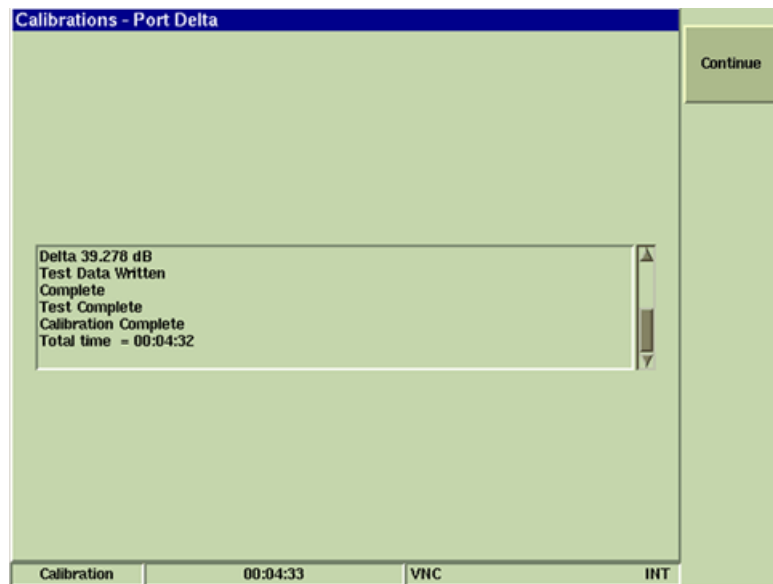 Calibrations - Port Delta
Continue
Delta 39.278 dB
Test Data Written
Complete
Test Complete
Calibration Complete
Total time = 00:04:32
Calibration 00:04:33 VNC INT